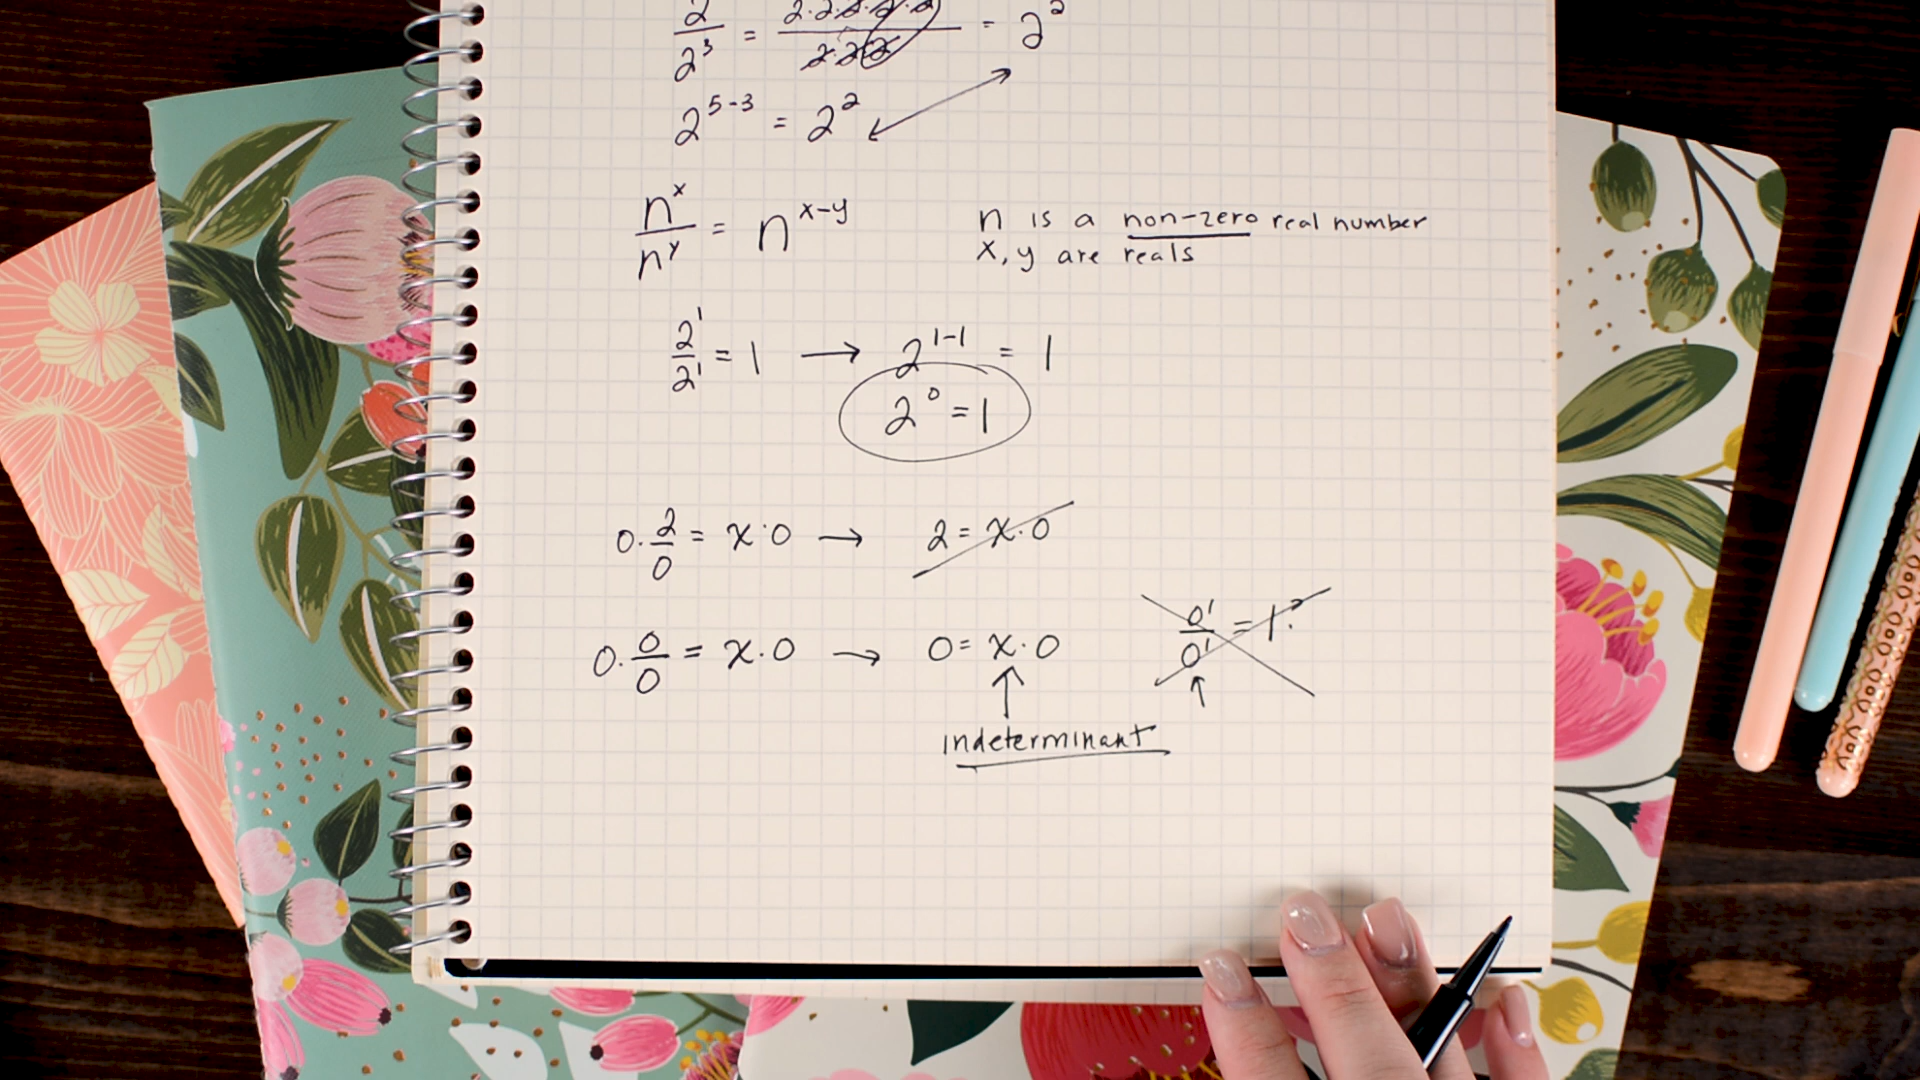 2/2³ = 2·2·2·2·2/2·2·2 = 2²
2⁵⁻³ = 2²
nˣ/nʸ = nˣ⁻ʸ n is a non-zero real number
x, y are reals
2¹/2¹ = 1 → 2¹⁻¹ = 1
2⁰ = 1
0·2/0 = x·0 → 2 = x·0
0·0/0 = x·0 → 0 = x·0 0¹/0¹ = 1?
indeterminant